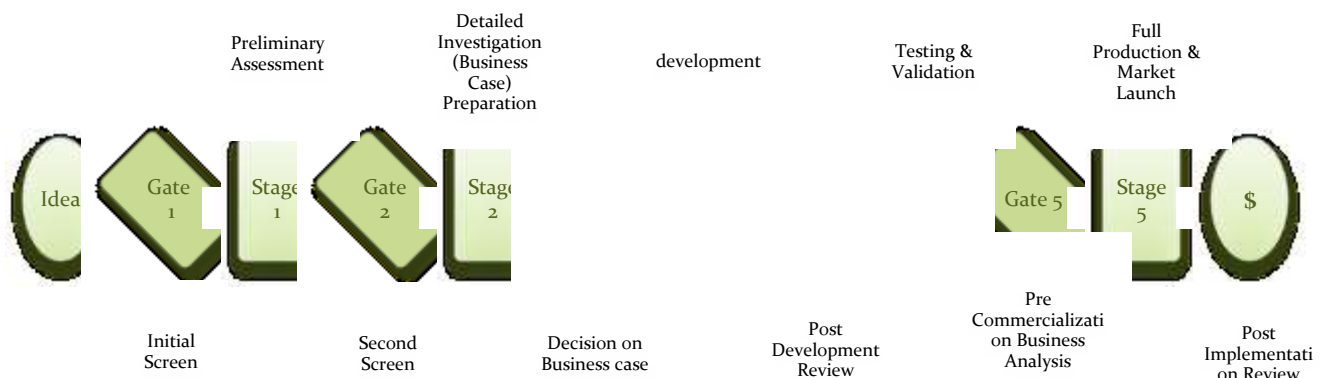 Preliminary
Assessment
Detailed
Investigation
(Business
Case)
Preparation
development
Testing &
Validation
Full
Production &
Market
Launch
Idea
Gate
1
Stage
1
Gate
2
Stage
2
Gate 5
Stage
5
$
Initial
Screen
Second
Screen
Decision on
Business case
Post
Development
Review
Pre
Commercializati
on Business
Analysis
Post
Implementati
on Review